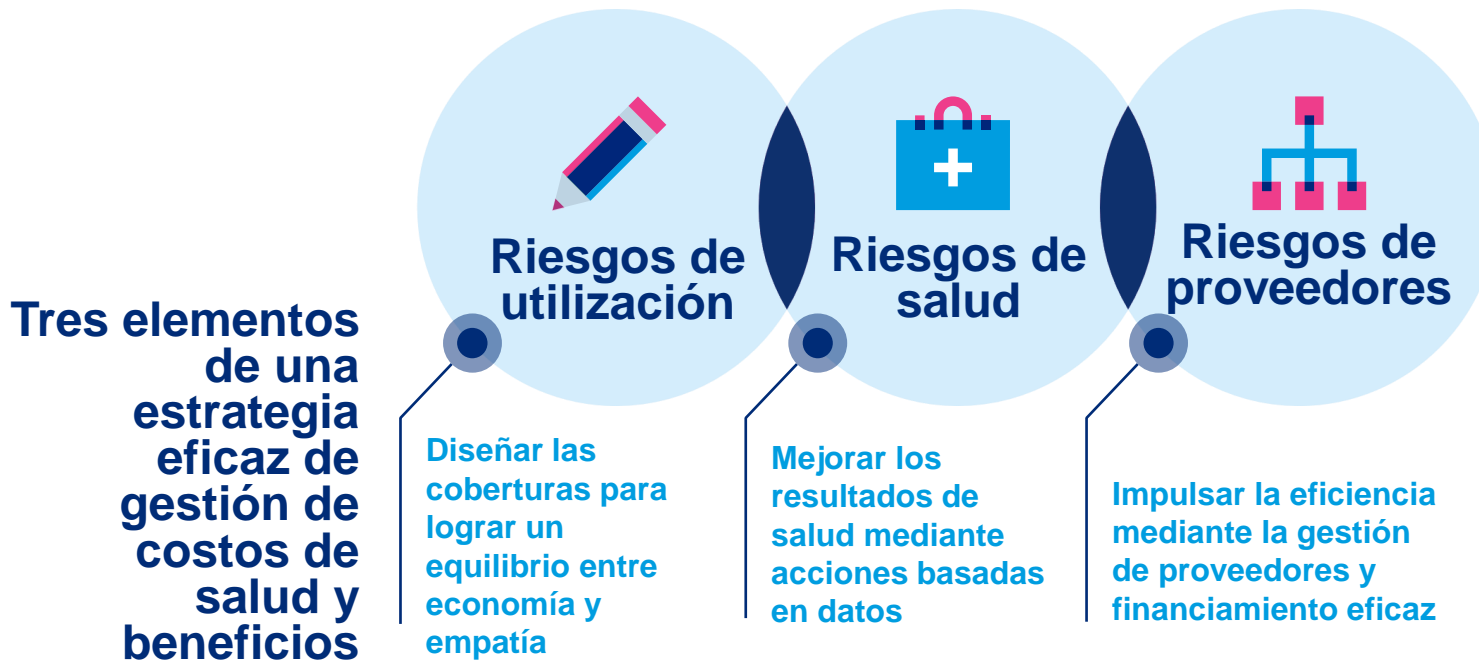 Tres elementos
de una
estrategia
eficaz de
gestión de
costos de
salud y
beneficios
Riesgos de
utilización
Diseñar las
coberturas para
lograr un
equilibrio entre
economía y
empatía
Riesgos de
salud
Mejorar los
resultados de
salud mediante
acciones basadas
en datos
Riesgos de
proveedores
Impulsar la eficiencia
mediante la gestión
de proveedores y
financiamiento eficaz